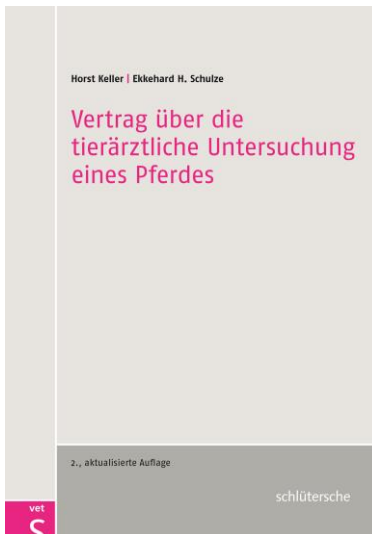 Horst Keller | Ekkehard H. Schulze
Vertrag über die
tierärztliche Untersuchung
eines Pferdes
2., aktualisierte Auflage
schlütersche
vet
S